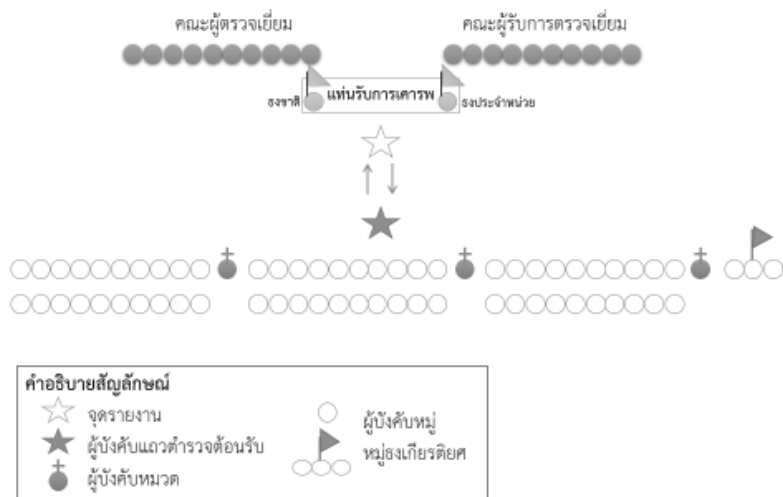 คณะผู้ตรวจเยี่ยม
คณะผู้รับการตรวจเยี่ยม
ธงชาติ
แท่นรับการเคารพ
ธงประจำหน่วย
คำอธิบายสัญลักษณ์
จุดรายงาน
ผู้บังคับแถวตำรวจต้อนรับ
ผู้บังคับหมวด
ผู้บังคับหมู่
หมู่ธงเกียรติยศ